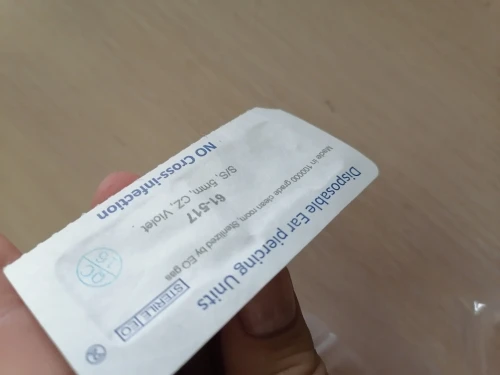 Disposable Ear piercing Units
Made in 100000 grade clean room, Sterilized by EO gas
STERILE EO
61-517
S/S, 5mm, CZ, Violet
NO Cross-infection